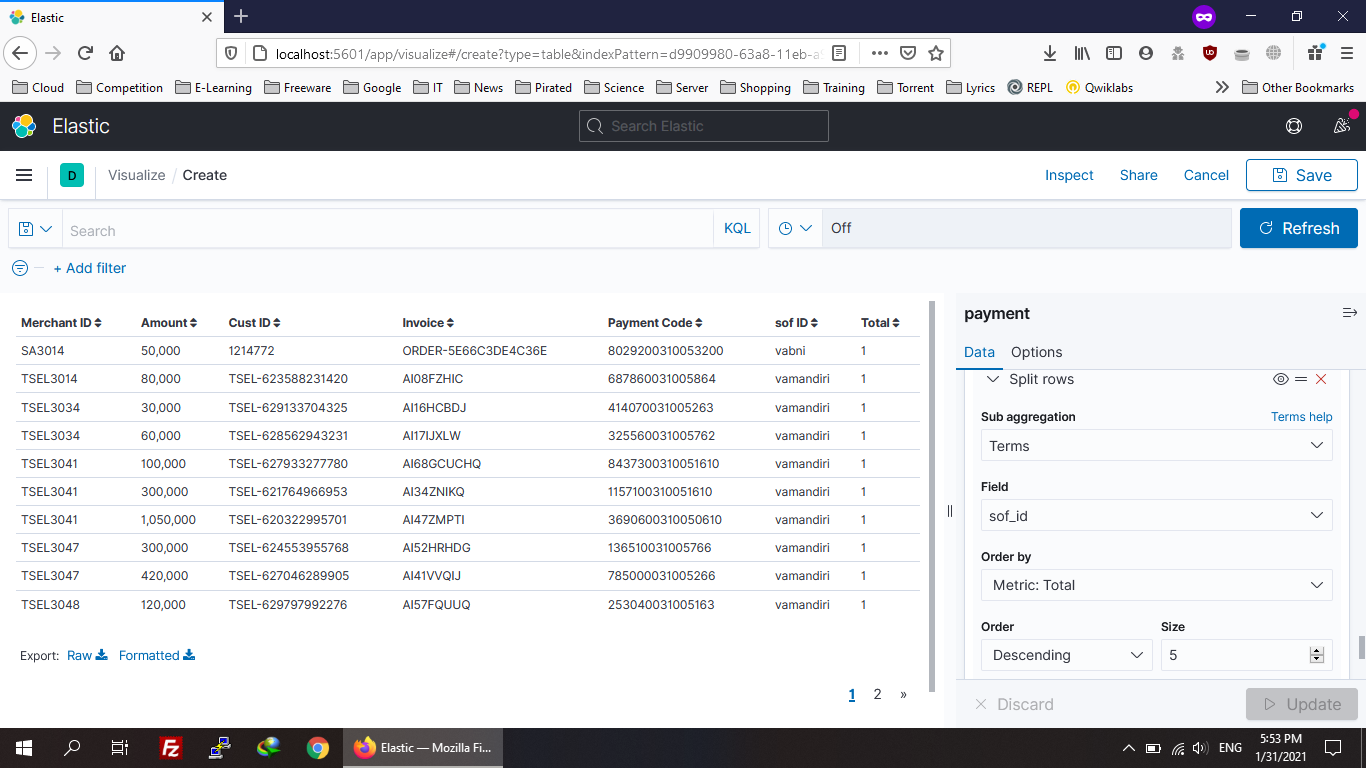 Elastic
localhost:5601/app/visualize#/create?type=table&indexPattern=d9909980-63a8-11eb-a
Cloud Competition E-Learning Freeware Google IT News Pirated Science Server Shopping Training Torrent Lyrics REPL Qwiklabs Other Bookmarks
Elastic Search Elastic
D Visualize / Create Inspect Share Cancel Save
Search KQL Off Refresh
+ Add filter
Merchant ID Amount Cust ID Invoice Payment Code sof ID Total
SA3014 50,000 1214772 ORDER-5E66C3DE4C36E 8029200310053200 vabni 1
TSEL3014 80,000 TSEL-623588231420 AI08FZHIC 687860031005864 vamandiri 1
TSEL3034 30,000 TSEL-629133704325 AI16HCBDJ 414070031005263 vamandiri 1
TSEL3034 60,000 TSEL-628562943231 AI17IJXLW 325560031005762 vamandiri 1
TSEL3041 100,000 TSEL-627933277780 AI68GCUCHQ 8437300310051610 vamandiri 1
TSEL3041 300,000 TSEL-621764966953 AI34ZNIKQ 1157100310051610 vamandiri 1
TSEL3041 1,050,000 TSEL-620322995701 AI47ZMPTI 3690600310050610 vamandiri 1
TSEL3047 300,000 TSEL-624553955768 AI52HRHDG 136510031005766 vamandiri 1
TSEL3047 420,000 TSEL-627046289905 AI41VVQIJ 785000031005266 vamandiri 1
TSEL3048 120,000 TSEL-629797992276 AI57FQUUQ 253040031005163 vamandiri 1
Export: Raw Formatted
1 2 »
payment
Data Options
Split rows
Sub aggregation Terms help
Terms
Field
sof_id
Order by
Metric: Total
Order Size
Descending 5
Discard Update
Elastic — Mozilla Fi...
ENG
5:53 PM
1/31/2021